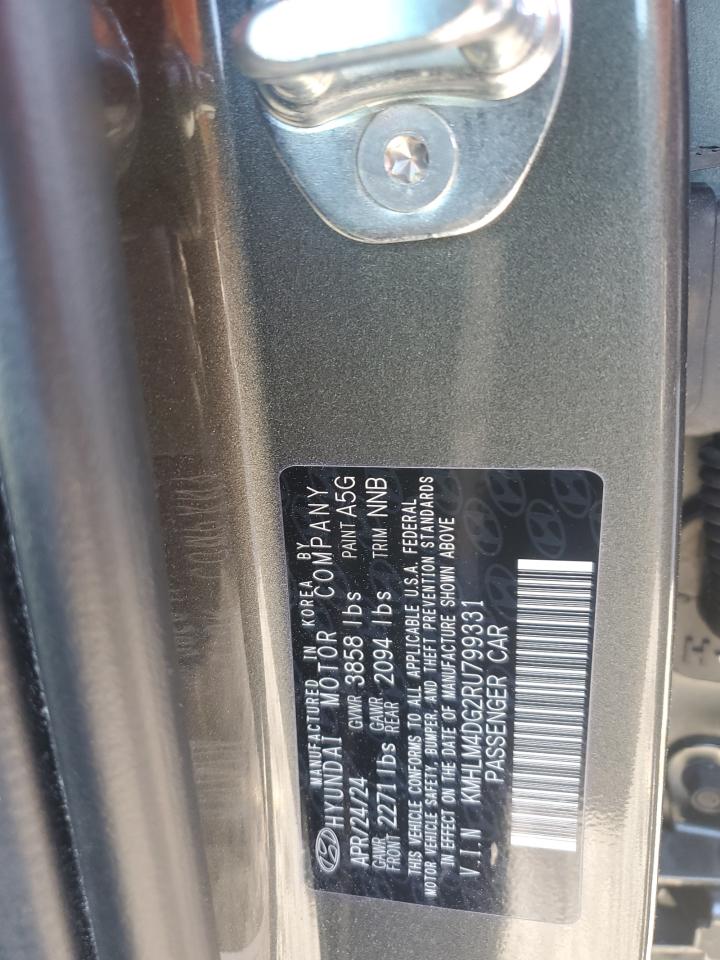 MANUFACTURED IN KOREA BY
HYUNDAI MOTOR COMPANY
APR/24/24 GVWR 3858 lbs PAINT A5G
GAWR FRONT 2271lbs GAWR REAR 2094 lbs TRIM NNB
THIS VEHICLE CONFORMS TO ALL APPLICABLE U.S.A. FEDERAL
MOTOR VEHICLE SAFETY, BUMPER, AND THEFT PREVENTION STANDARDS
IN EFFECT ON THE DATE OF MANUFACTURE SHOWN ABOVE
V.I.N KMHLM4DG2RU799331
PASSENGER CAR